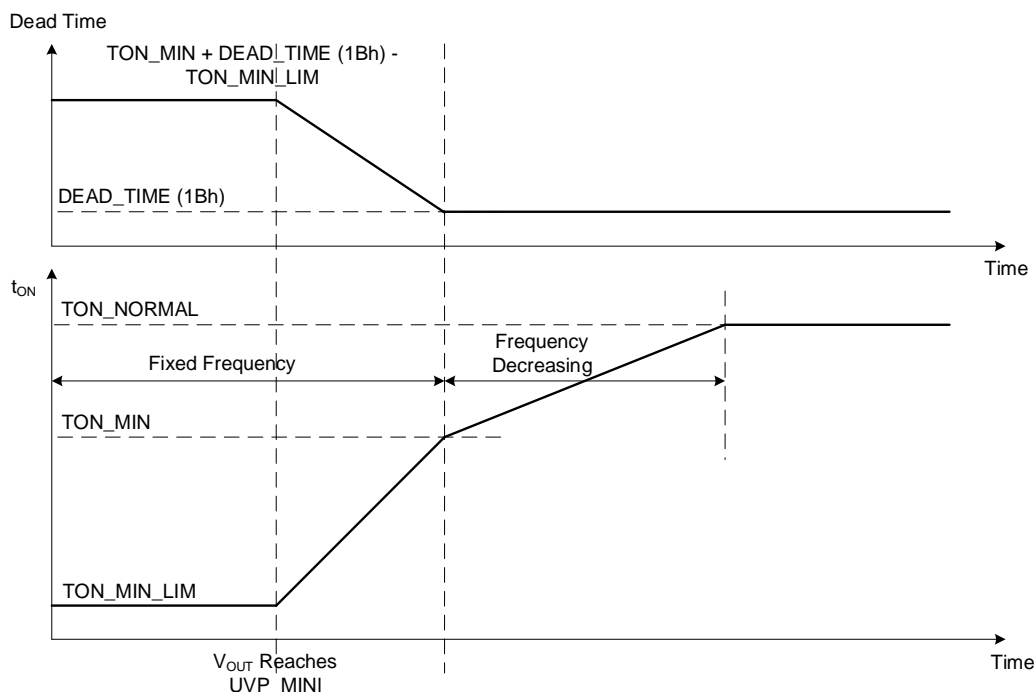 Dead Time
TON_MIN + DEAD_TIME (1Bh) -
TON_MIN_LIM
DEAD_TIME (1Bh)
Time
tON
TON_NORMAL
Frequency
Decreasing
Fixed Frequency
TON_MIN
TON_MIN_LIM
Time
VOUT Reaches
UVP_MINI